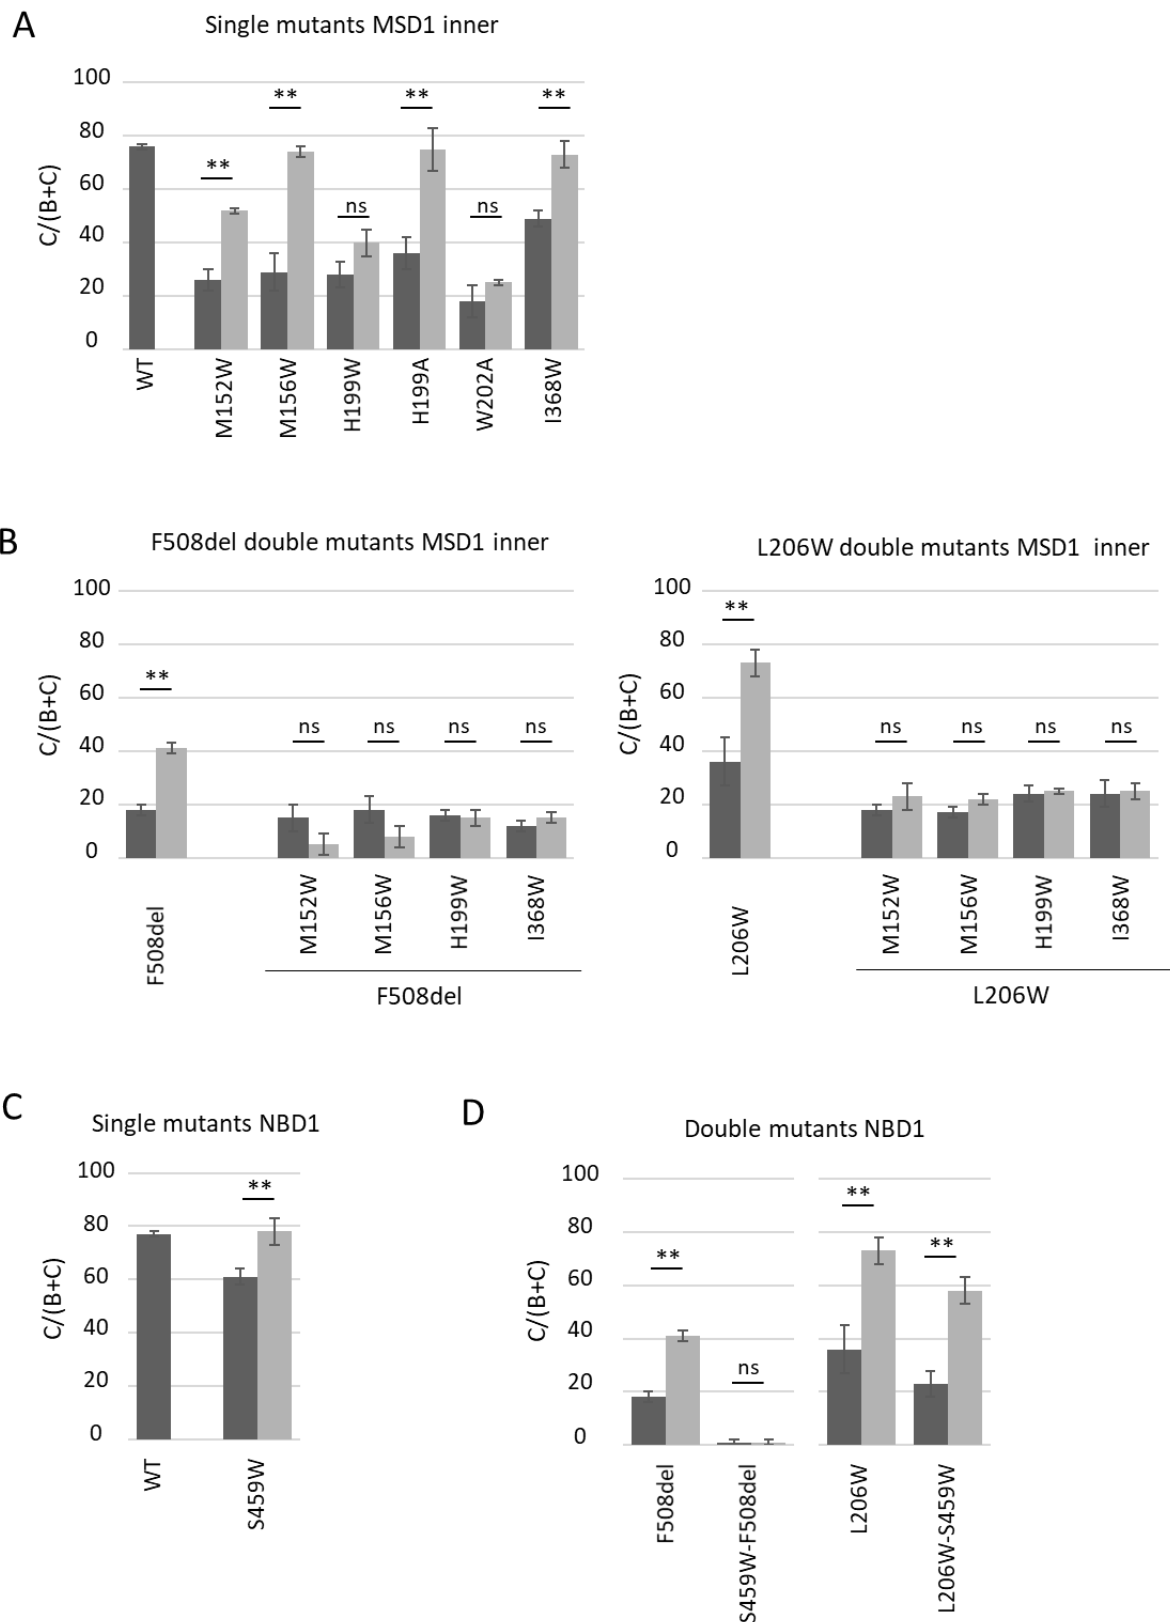 A
Single mutants MSD1 inner
C/(B+C)
100
80
60
40
20
0
**
**
ns
**
ns
**
WT
M152W
M156W
H199W
H199A
W202A
I368W
B
F508del double mutants MSD1 inner
C/(B+C)
100
80
60
40
20
0
**
ns
ns
ns
ns
F508del
M152W
M156W
H199W
I368W
F508del
L206W double mutants MSD1 inner
C/(B+C)
100
80
60
40
20
0
**
ns
ns
ns
ns
L206W
M152W
M156W
H199W
I368W
L206W
C
Single mutants NBD1
C/(B+C)
100
80
60
40
20
0
**
WT
S459W
D
Double mutants NBD1
C/(B+C)
100
80
60
40
20
0
**
ns
**
**
F508del
S459W-F508del
L206W
L206W-S459W